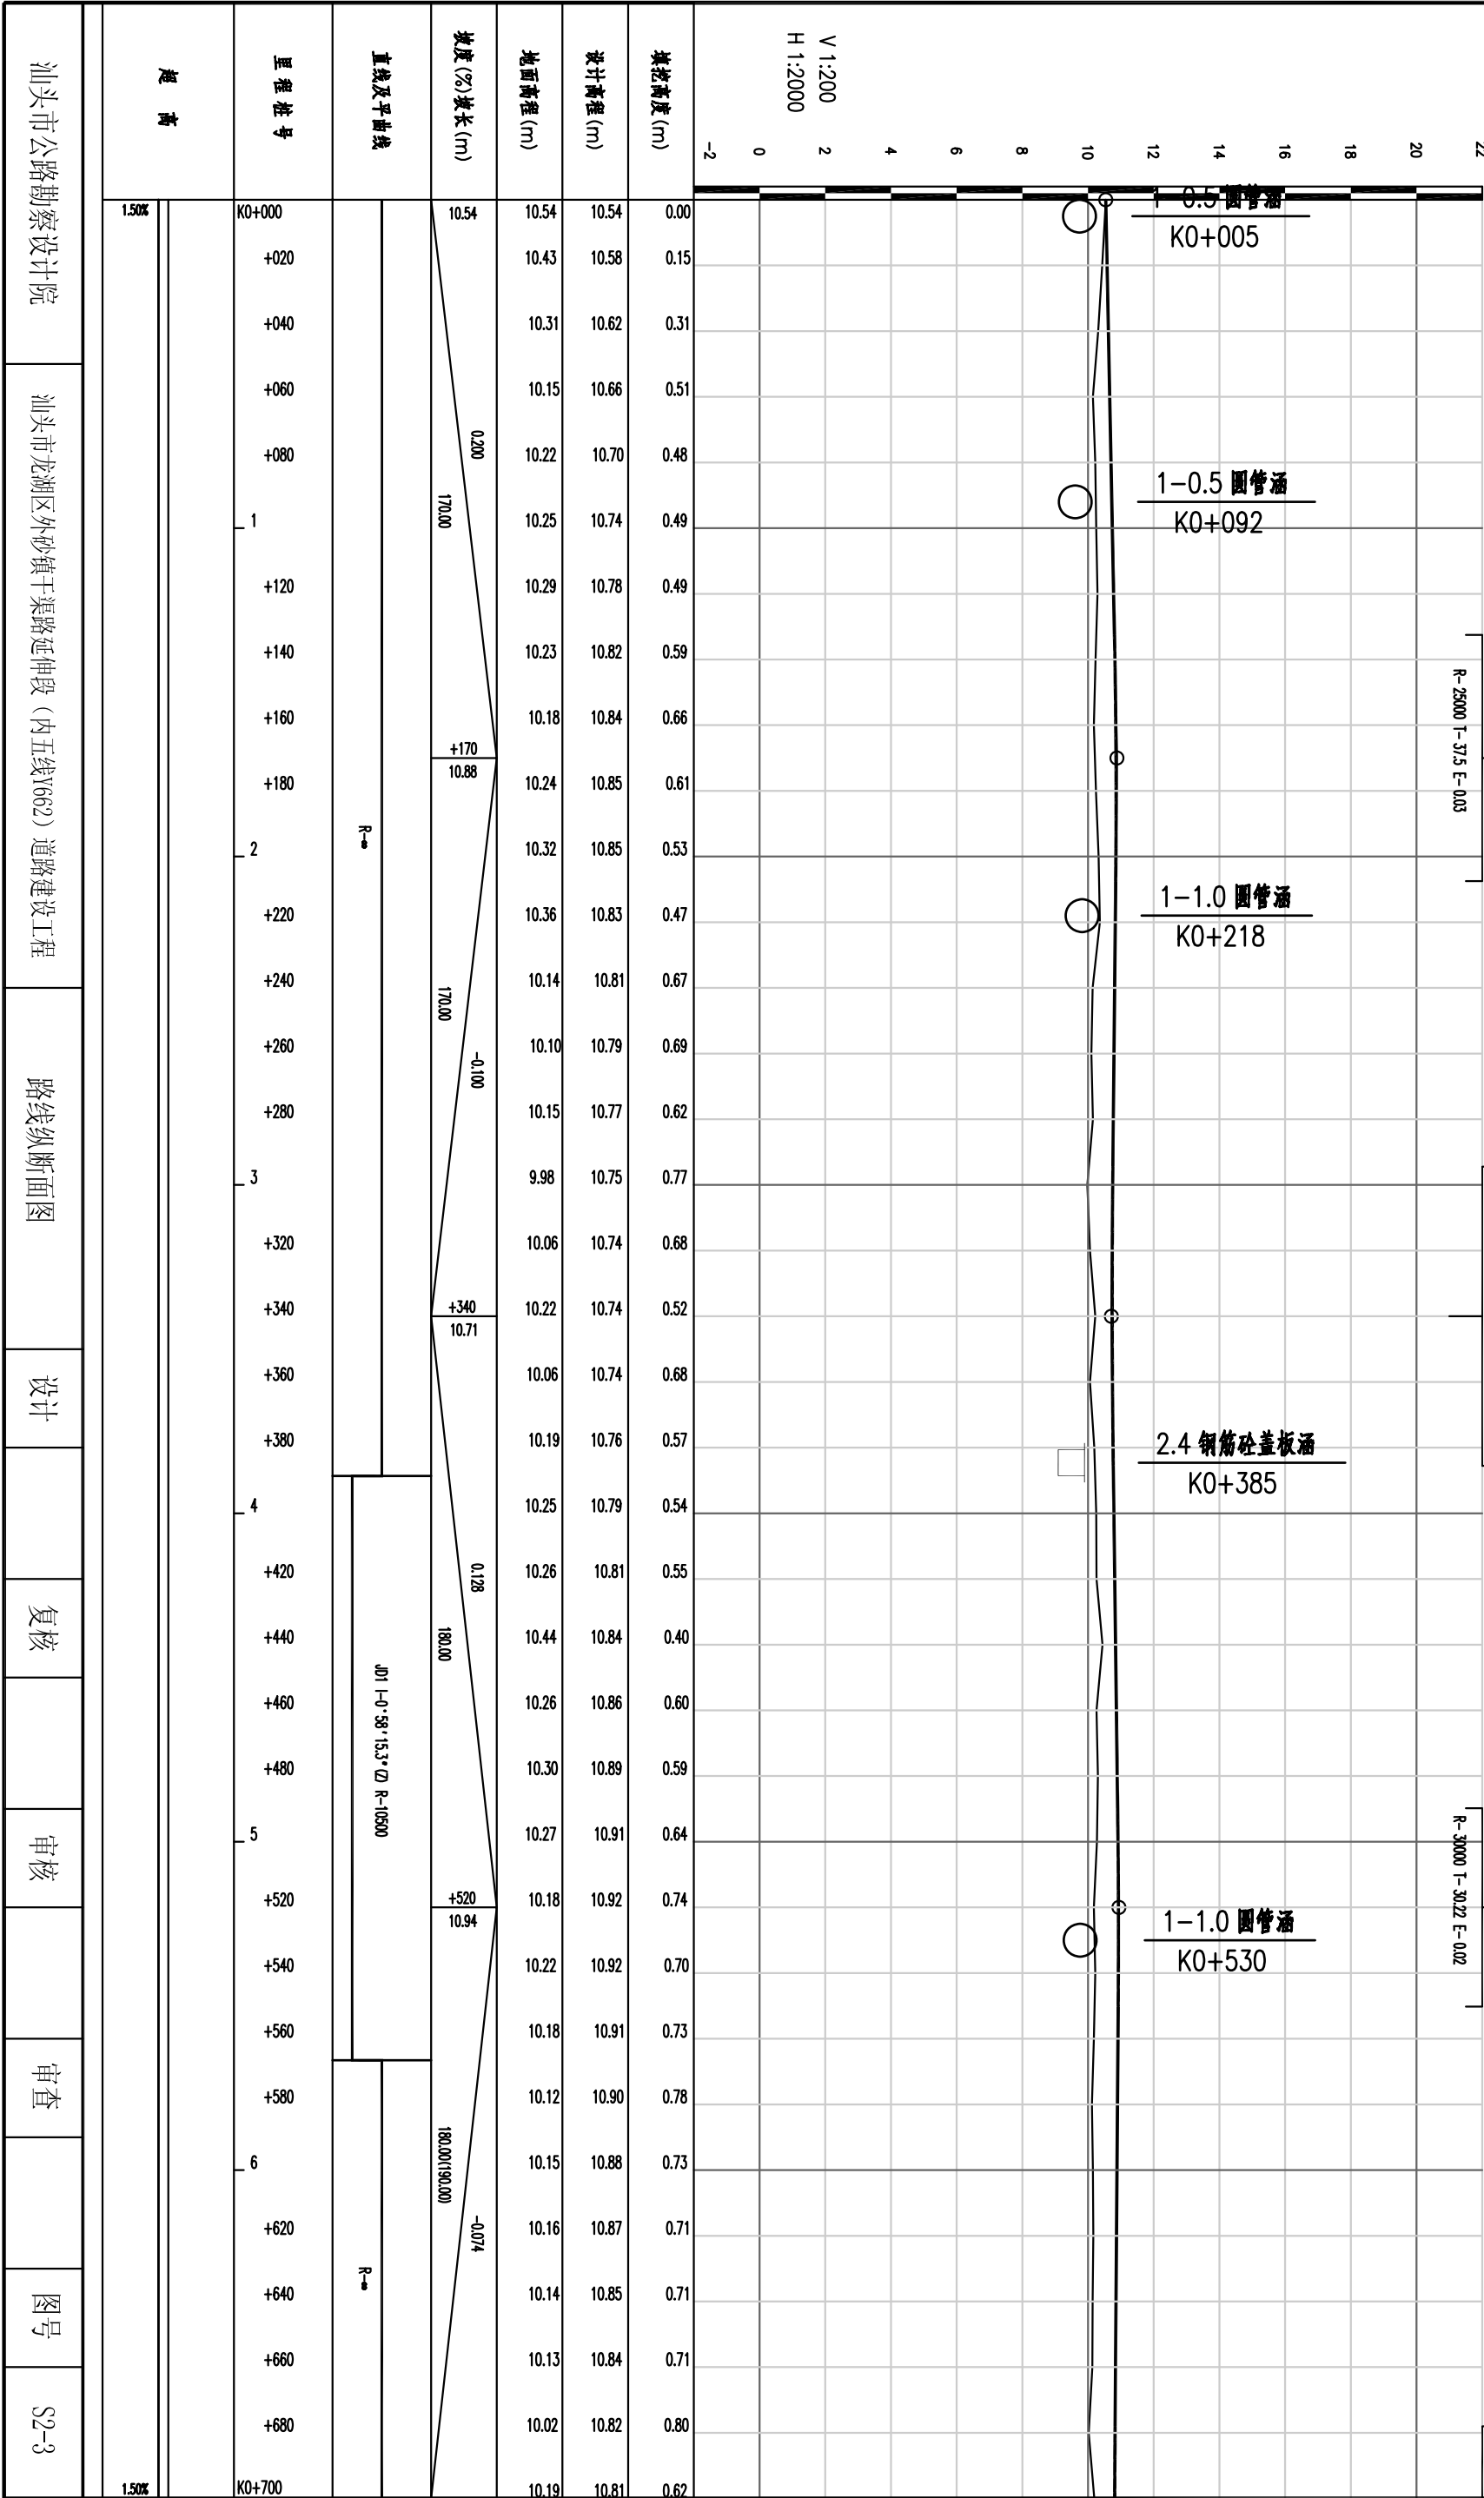 V 1:200
H 1:2000
22
20
18
16
14
12
10
8
6
4
2
0
-2
R-25000 T-37.5 E-0.03
R-30000 T-30.22 E-0.02
1-0.5 圆管涵
K0+005
1-0.5 圆管涵
K0+092
1-1.0 圆管涵
K0+218
2.4 钢筋砼盖板涵
K0+385
1-1.0 圆管涵
K0+530
填挖高度(m) 0.00 0.15 0.31 0.51 0.48 0.49 0.49 0.59 0.66 0.61 0.53 0.47 0.67 0.69 0.62 0.77 0.68 0.52 0.68 0.57 0.54 0.55 0.40 0.60 0.59 0.64 0.74 0.70 0.73 0.78 0.73 0.71 0.71 0.71 0.80 0.62
设计高程(m) 10.54 10.58 10.62 10.66 10.70 10.74 10.78 10.82 10.84 10.85 10.85 10.83 10.81 10.79 10.77 10.75 10.74 10.74 10.74 10.76 10.79 10.81 10.84 10.86 10.89 10.91 10.92 10.92 10.91 10.90 10.88 10.87 10.85 10.84 10.82 10.81
地面高程(m) 10.54 10.43 10.31 10.15 10.22 10.25 10.29 10.23 10.18 10.24 10.32 10.36 10.14 10.10 10.15 9.98 10.06 10.22 10.06 10.19 10.25 10.26 10.44 10.26 10.30 10.27 10.18 10.22 10.18 10.12 10.15 10.16 10.14 10.13 10.02 10.19
坡度(%)坡长(m) 10.54 0.200 170.00 +170 10.88 170.00 -0.100 +340 10.71 0.128 180.00 +520 10.94 180.00(190.00) -0.074
直线及平曲线 R-∞ JD1 I-0°58'15.3"(Z) R-10500 R-∞
里程桩号 K0+000 +020 +040 +060 +080 1 +120 +140 +160 +180 2 +220 +240 +260 +280 3 +320 +340 +360 +380 4 +420 +440 +460 +480 5 +520 +540 +560 +580 6 +620 +640 +660 +680 K0+700
超高 1.50% 1.50%
汕头市公路勘察设计院 汕头市龙湖区外砂镇干渠路延伸段（内五线Y662）道路建设工程 路线纵断面图 设计 复核 审核 审查 图号 S2-3